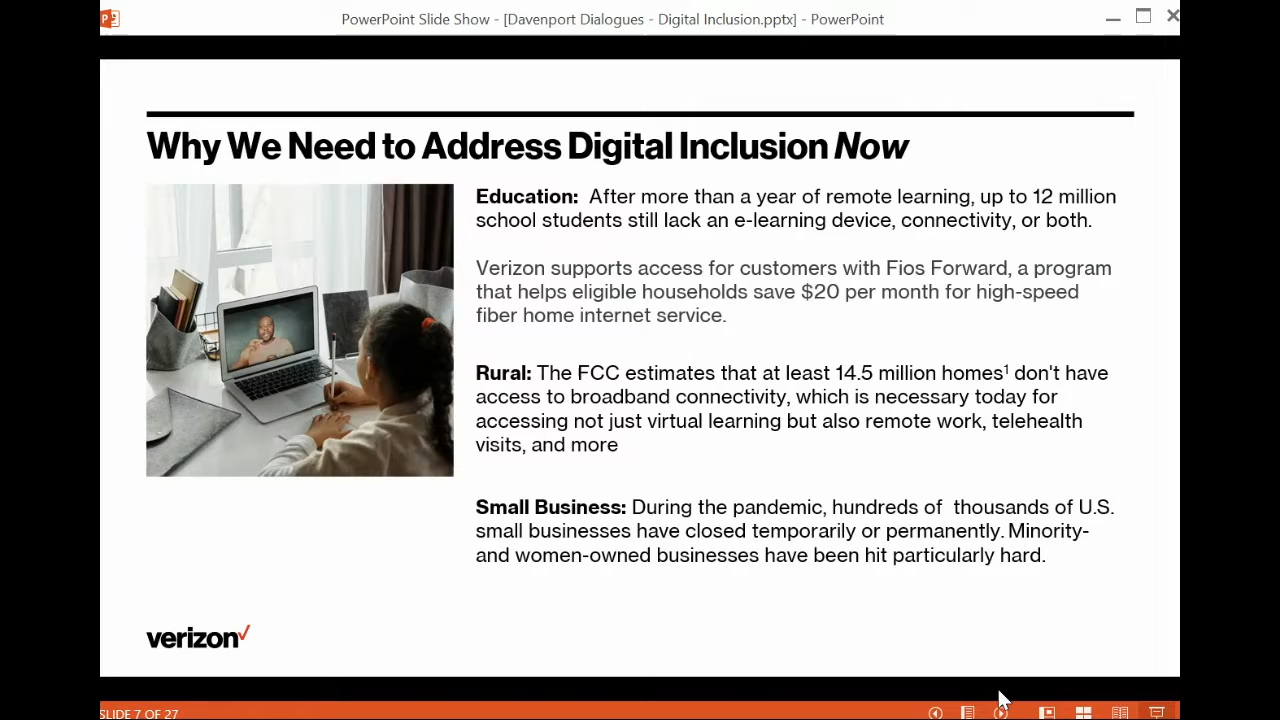 PowerPoint Slide Show - [Davenport Dialogues - Digital Inclusion.pptx] - PowerPoint
Why We Need to Address Digital Inclusion Now
Education: After more than a year of remote learning, up to 12 million
school students still lack an e-learning device, connectivity, or both.
Verizon supports access for customers with Fios Forward, a program
that helps eligible households save $20 per month for high-speed
fiber home internet service.
Rural: The FCC estimates that at least 14.5 million homes¹ don't have
access to broadband connectivity, which is necessary today for
accessing not just virtual learning but also remote work, telehealth
visits, and more
Small Business: During the pandemic, hundreds of thousands of U.S.
small businesses have closed temporarily or permanently. Minority-
and women-owned businesses have been hit particularly hard.
verizon✓
SLIDE 7 OF 27